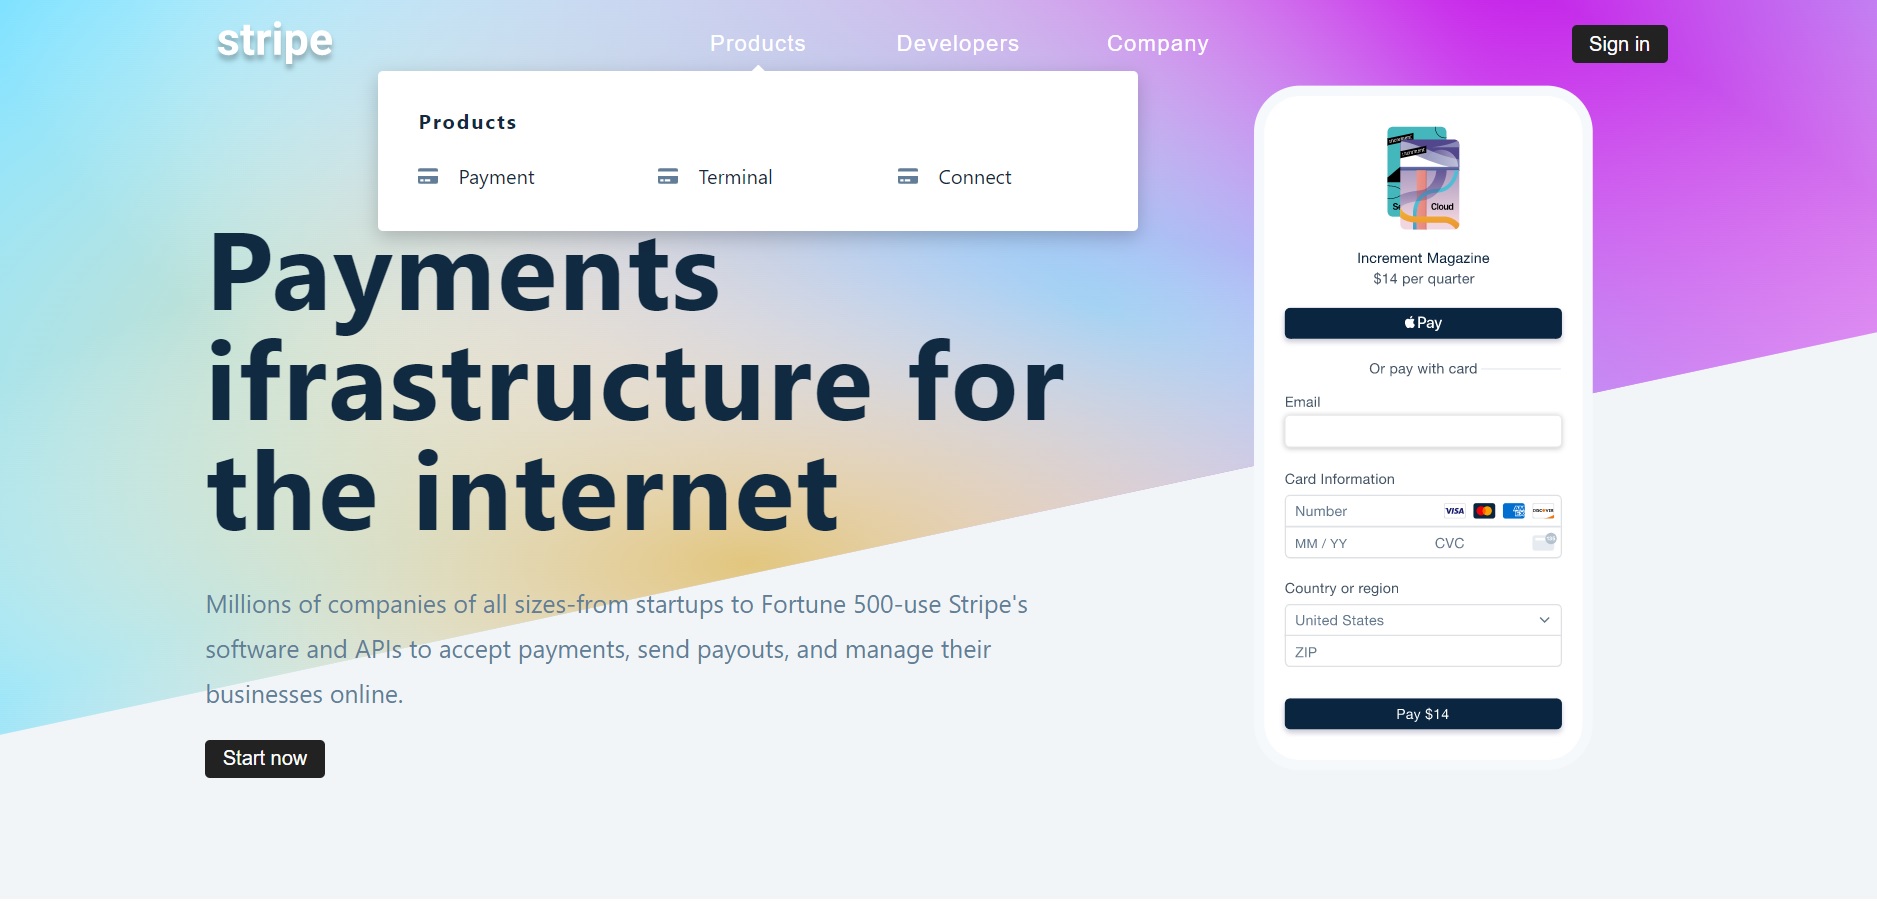 stripe
Products
Developers
Company
Sign in
Products
Payment
Terminal
Connect
Payments
ifrastructure for
the internet
Millions of companies of all sizes-from startups to Fortune 500-use Stripe's
software and APIs to accept payments, send payouts, and manage their
businesses online.
Start now
Increment
Increment
Cloud
Increment Magazine
$14 per quarter
Pay
Or pay with card
Email
Card Information
Number
VISA
DISCOVER
MM / YY
CVC
Country or region
United States
ZIP
Pay $14